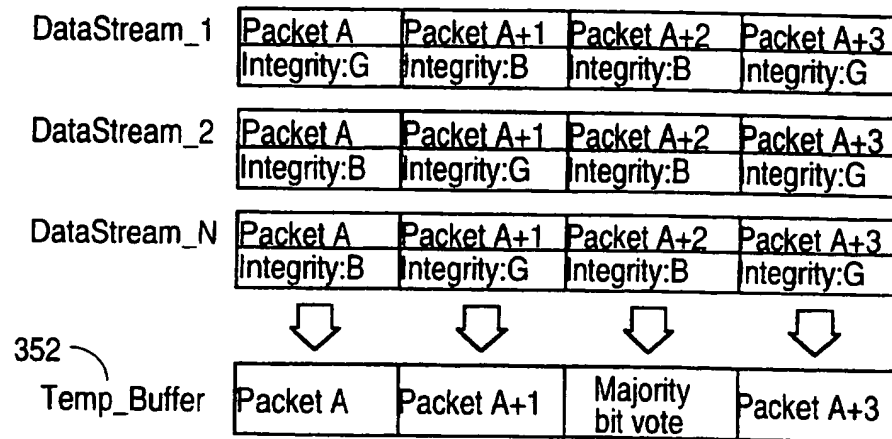 DataStream_1 Packet A Packet A+1 Packet A+2 Packet A+3
Integrity:G Integrity:B Integrity:B Integrity:G
DataStream_2 Packet A Packet A+1 Packet A+2 Packet A+3
Integrity:B Integrity:G Integrity:B Integrity:G
DataStream_N Packet A Packet A+1 Packet A+2 Packet A+3
Integrity:B Integrity:G Integrity:B Integrity:G
352
Temp_Buffer Packet A Packet A+1 Majority bit vote Packet A+3